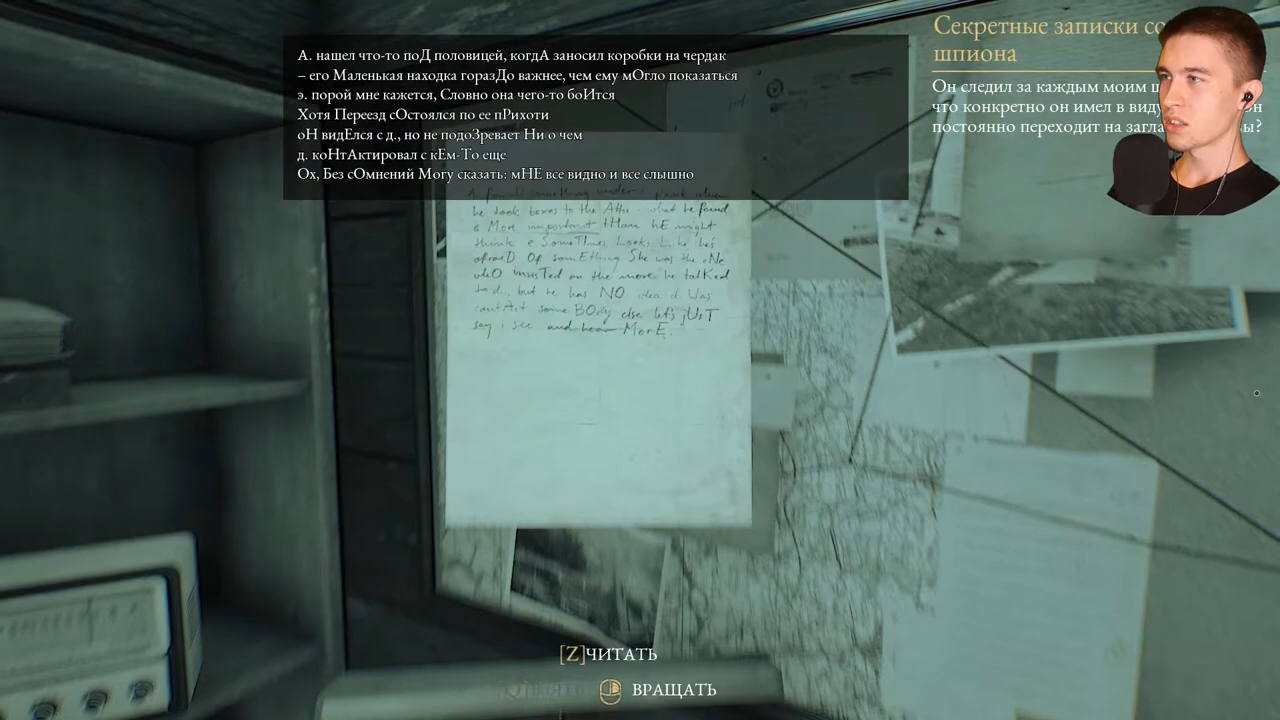 А. нашел что-то поД половицей, когдА заносил коробки на чердак
– его Маленькая находка горазДо важнее, чем ему мОгло показаться
э. порой мне кажется, Словно она чего-то боИтся
Хотя Переезд сОстоялся по ее пРихоти
оН видЕлся с д., но не подоЗревает Ни о чем
д. коНтАктировал с кЕм-То еще
Ох, Без сОмнений Могу сказать: мНЕ все видно и все слышно
Секретные записки
шпиона
Он следил за каждым моим
что конкретно он имел в виду
постоянно переходит на
A found something under
he took boxes to the Attic what he found
is More important tHan hE might
think e SomeTImes Looks Like she's
afraiD Of somEthing She was the oNe
whO insisTed on the move he talKed
to d., but he has NO idea d. Was
contAct some BOdy else let's jUsT
say i see and hear MorE.
[Z]ЧИТАТЬ
ВРАЩАТЬ